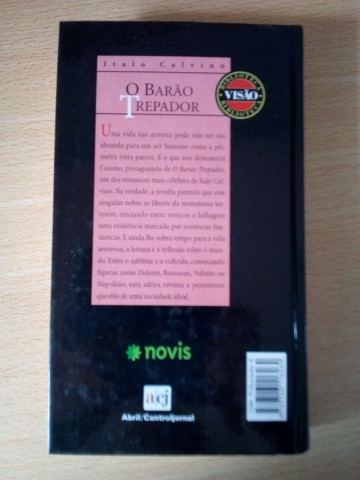 Italo Calvino
O BARÃO
TREPADOR
BIBLIOTECA
VISÃO
BIBLIOTECA
Uma vida nas árvores pode não ser tão
absurda para um ser humano como à pri-
meira vista parece. É o que nos demonstra
Cosimo, protagonista de O Barão Trepador,
um dos romances mais célebres de Italo Cal-
vino. Na verdade, a revolta permite que este
singular nobre se liberte da monotonia ter-
restre, iniciando entre troncos e folhagem
uma existência marcada por aventuras fan-
tásticas. E ainda lhe sobra tempo para a vida
amorosa, a leitura e a reflexão sobre o mun-
do. Entre o sublime e o ridículo, convocando
figuras como Diderot, Rousseau, Voltaire ou
Napoleão, esta sátira retoma a persistente
questão de uma sociedade ideal.
novis
a/cj
Abril/Controljornal